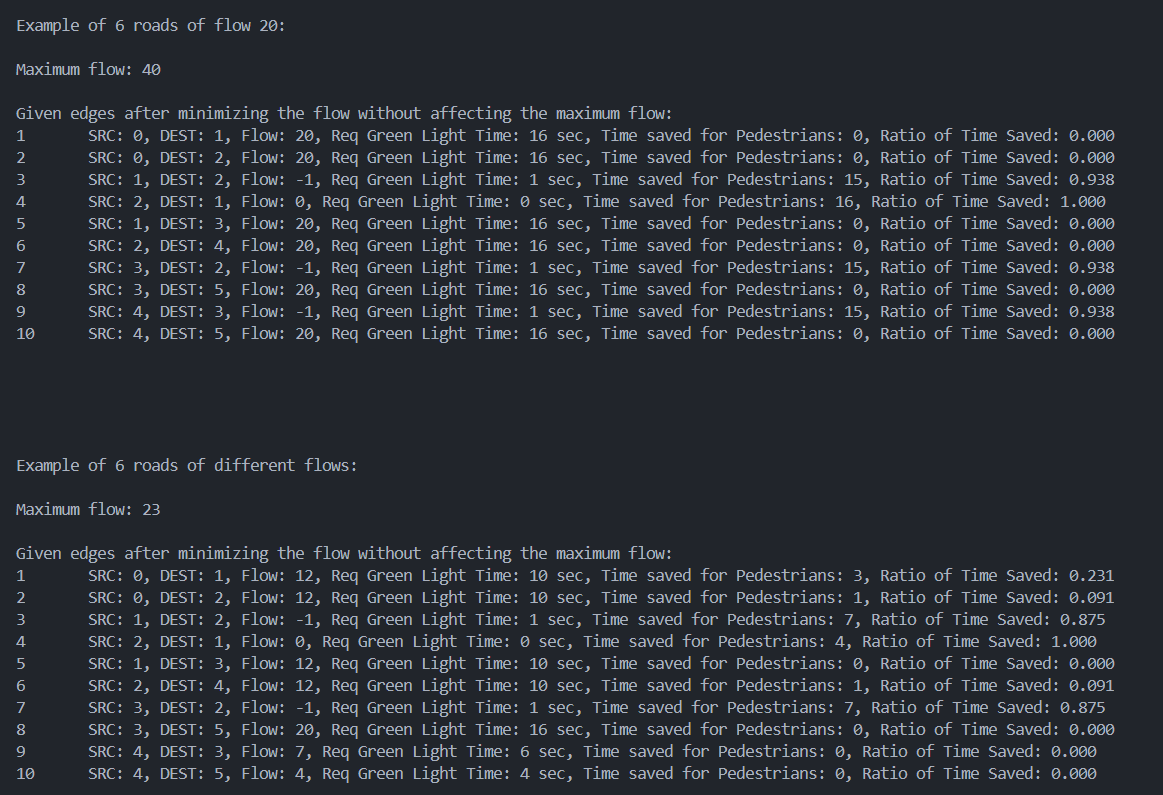 Example of 6 roads of flow 20:
Maximum flow: 40
Given edges after minimizing the flow without affecting the maximum flow:
1 SRC: 0, DEST: 1, Flow: 20, Req Green Light Time: 16 sec, Time saved for Pedestrians: 0, Ratio of Time Saved: 0.000
2 SRC: 0, DEST: 2, Flow: 20, Req Green Light Time: 16 sec, Time saved for Pedestrians: 0, Ratio of Time Saved: 0.000
3 SRC: 1, DEST: 2, Flow: -1, Req Green Light Time: 1 sec, Time saved for Pedestrians: 15, Ratio of Time Saved: 0.938
4 SRC: 2, DEST: 1, Flow: 0, Req Green Light Time: 0 sec, Time saved for Pedestrians: 16, Ratio of Time Saved: 1.000
5 SRC: 1, DEST: 3, Flow: 20, Req Green Light Time: 16 sec, Time saved for Pedestrians: 0, Ratio of Time Saved: 0.000
6 SRC: 2, DEST: 4, Flow: 20, Req Green Light Time: 16 sec, Time saved for Pedestrians: 0, Ratio of Time Saved: 0.000
7 SRC: 3, DEST: 2, Flow: -1, Req Green Light Time: 1 sec, Time saved for Pedestrians: 15, Ratio of Time Saved: 0.938
8 SRC: 3, DEST: 5, Flow: 20, Req Green Light Time: 16 sec, Time saved for Pedestrians: 0, Ratio of Time Saved: 0.000
9 SRC: 4, DEST: 3, Flow: -1, Req Green Light Time: 1 sec, Time saved for Pedestrians: 15, Ratio of Time Saved: 0.938
10 SRC: 4, DEST: 5, Flow: 20, Req Green Light Time: 16 sec, Time saved for Pedestrians: 0, Ratio of Time Saved: 0.000
Example of 6 roads of different flows:
Maximum flow: 23
Given edges after minimizing the flow without affecting the maximum flow:
1 SRC: 0, DEST: 1, Flow: 12, Req Green Light Time: 10 sec, Time saved for Pedestrians: 3, Ratio of Time Saved: 0.231
2 SRC: 0, DEST: 2, Flow: 12, Req Green Light Time: 10 sec, Time saved for Pedestrians: 1, Ratio of Time Saved: 0.091
3 SRC: 1, DEST: 2, Flow: -1, Req Green Light Time: 1 sec, Time saved for Pedestrians: 7, Ratio of Time Saved: 0.875
4 SRC: 2, DEST: 1, Flow: 0, Req Green Light Time: 0 sec, Time saved for Pedestrians: 4, Ratio of Time Saved: 1.000
5 SRC: 1, DEST: 3, Flow: 12, Req Green Light Time: 10 sec, Time saved for Pedestrians: 0, Ratio of Time Saved: 0.000
6 SRC: 2, DEST: 4, Flow: 12, Req Green Light Time: 10 sec, Time saved for Pedestrians: 1, Ratio of Time Saved: 0.091
7 SRC: 3, DEST: 2, Flow: -1, Req Green Light Time: 1 sec, Time saved for Pedestrians: 7, Ratio of Time Saved: 0.875
8 SRC: 3, DEST: 5, Flow: 20, Req Green Light Time: 16 sec, Time saved for Pedestrians: 0, Ratio of Time Saved: 0.000
9 SRC: 4, DEST: 3, Flow: 7, Req Green Light Time: 6 sec, Time saved for Pedestrians: 0, Ratio of Time Saved: 0.000
10 SRC: 4, DEST: 5, Flow: 4, Req Green Light Time: 4 sec, Time saved for Pedestrians: 0, Ratio of Time Saved: 0.000